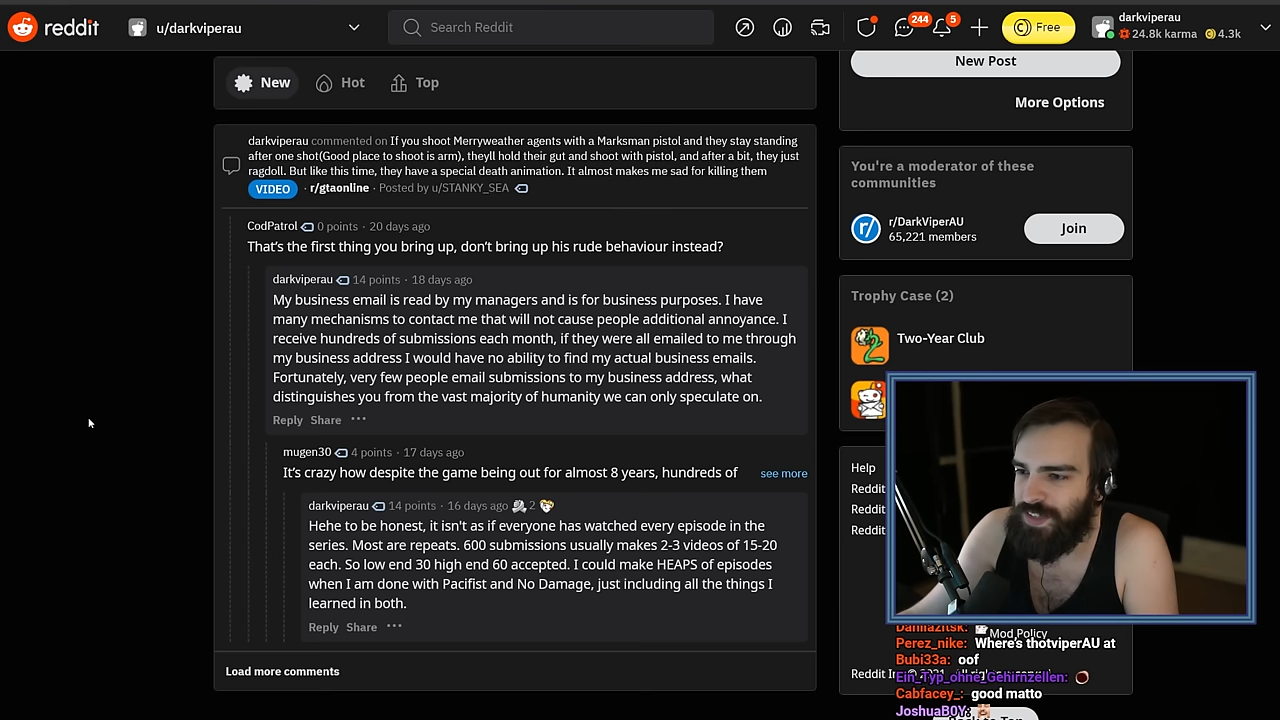 reddit
u/darkviperau
Search Reddit
244
5
Free
darkviperau
24.8k karma
4.3k
New
Hot
Top
New Post
More Options
darkviperau commented on If you shoot Merryweather agents with a Marksman pistol and they stay standing
after one shot(Good place to shoot is arm), theyll hold their gut and shoot with pistol, and after a bit, they just
ragdoll. But like this time, they have a special death animation. It almost makes me sad for killing them
VIDEO · r/gtaonline · Posted by u/STANKY_SEA
CodPatrol 0 points · 20 days ago
That's the first thing you bring up, don't bring up his rude behaviour instead?
darkviperau 14 points · 18 days ago
My business email is read by my managers and is for business purposes. I have
many mechanisms to contact me that will not cause people additional annoyance. I
receive hundreds of submissions each month, if they were all emailed to me through
my business address I would have no ability to find my actual business emails.
Fortunately, very few people email submissions to my business address, what
distinguishes you from the vast majority of humanity we can only speculate on.
Reply Share ···
mugen30 4 points · 17 days ago
It's crazy how despite the game being out for almost 8 years, hundreds of
see more
darkviperau 14 points · 16 days ago 2
Hehe to be honest, it isn't as if everyone has watched every episode in the
series. Most are repeats. 600 submissions usually makes 2-3 videos of 15-20
each. So low end 30 high end 60 accepted. I could make HEAPS of episodes
when I am done with Pacifist and No Damage, just including all the things I
learned in both.
Reply Share ···
Load more comments
You're a moderator of these
communities
r/
r/DarkViperAU
65,221 members
Join
Trophy Case (2)
Two-Year Club
Help
Reddit
Reddit
Reddit
Mod Policy
Danilazitsk:
Perez_nike: Where's thotviperAU at
Bubi33a: oof
Ein_Typ_ohne_Gehirnzellen:
Reddit
Cabfacey_: good matto
JoshuaB0Y:
Back to Top